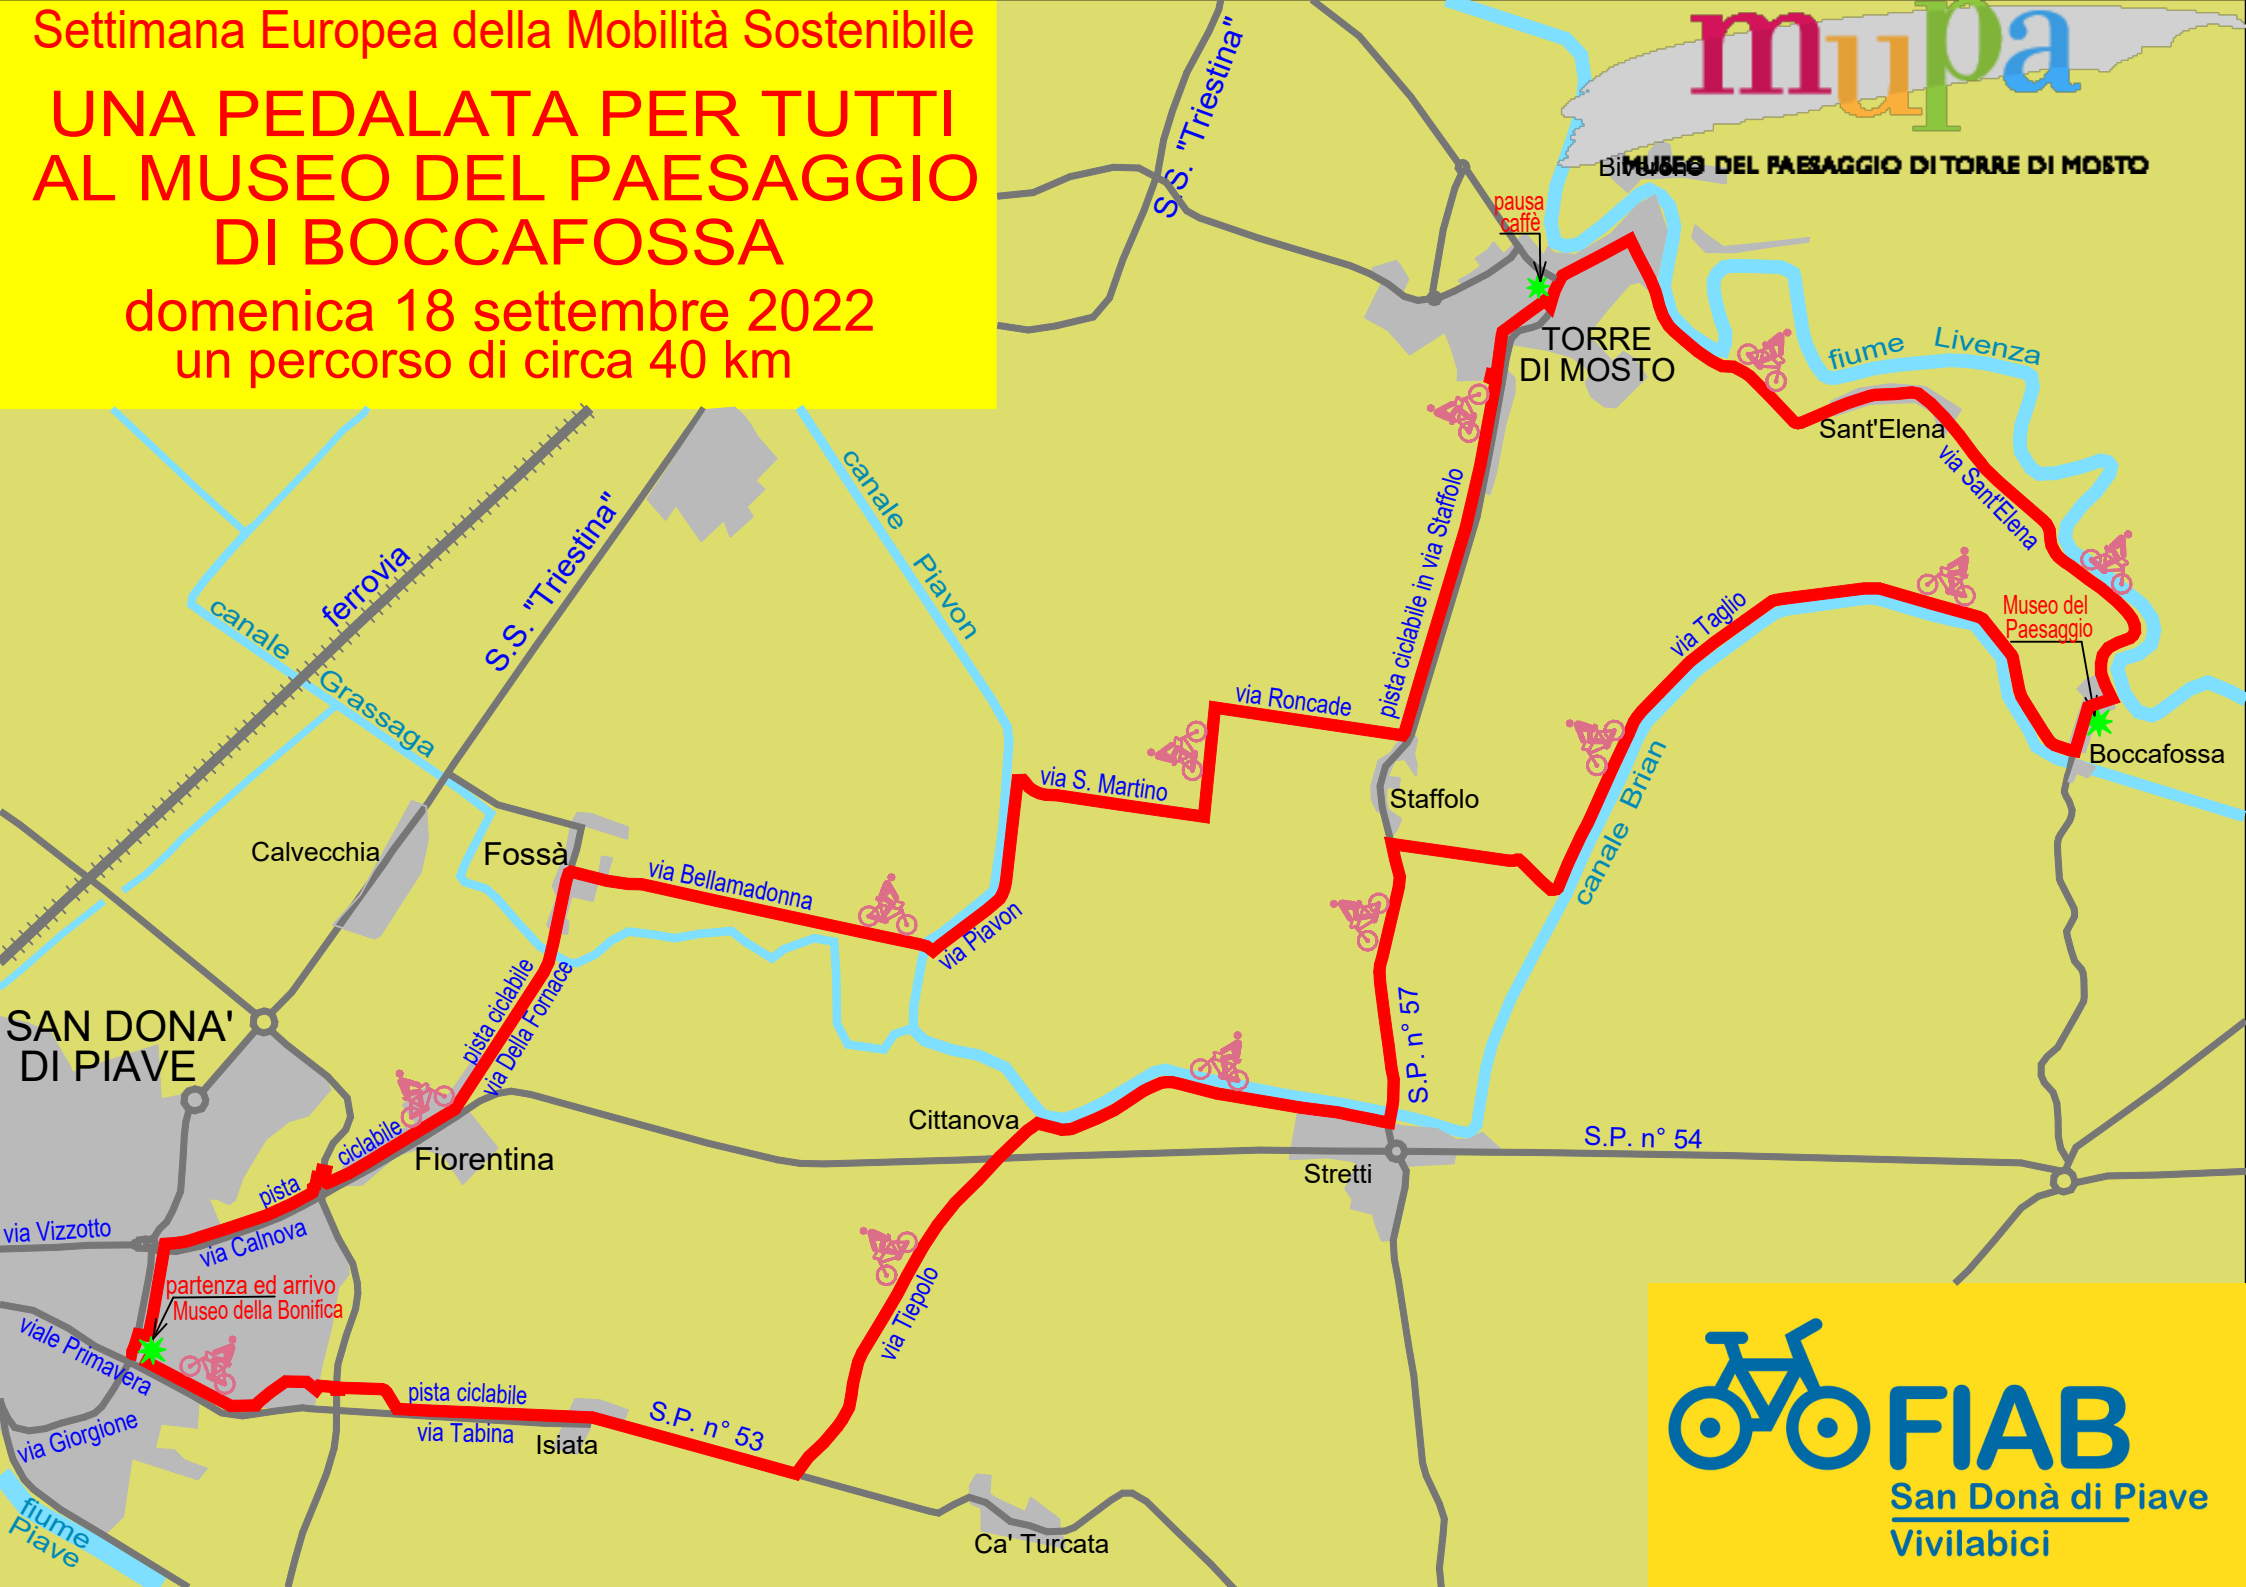 Settimana Europea della Mobilità Sostenibile
UNA PEDALATA PER TUTTI
AL MUSEO DEL PAESAGGIO
DI BOCCAFOSSA
domenica 18 settembre 2022
un percorso di circa 40 km
mupa
MUSEO DEL PAESAGGIO DI TORRE DI MOSTO
Biverone
S.S. "Triestina"
pausa
caffè
TORRE
DI MOSTO
fiume Livenza
Sant'Elena
via Sant'Elena
canale Piavon
ferrovia
S.S. "Triestina"
canale Grassaga
pista ciclabile in via Staffolo
via Taglio
Museo del
Paesaggio
Boccafossa
via Roncade
via S. Martino
Staffolo
canale Brian
Calvecchia
Fossà
via Bellamadonna
via Piavon
pista ciclabile
via Della Fornace
SAN DONA'
DI PIAVE
S.P. n° 57
Cittanova
Fiorentina
S.P. n° 54
Stretti
pista ciclabile
via Vizzotto
via Calnova
partenza ed arrivo
Museo della Bonifica
via Tiepolo
viale Primavera
pista ciclabile
via Tabina
Isiata
S.P. n° 53
via Giorgione
fiume
Piave
Ca' Turcata
FIAB
San Donà di Piave
Vivilabici